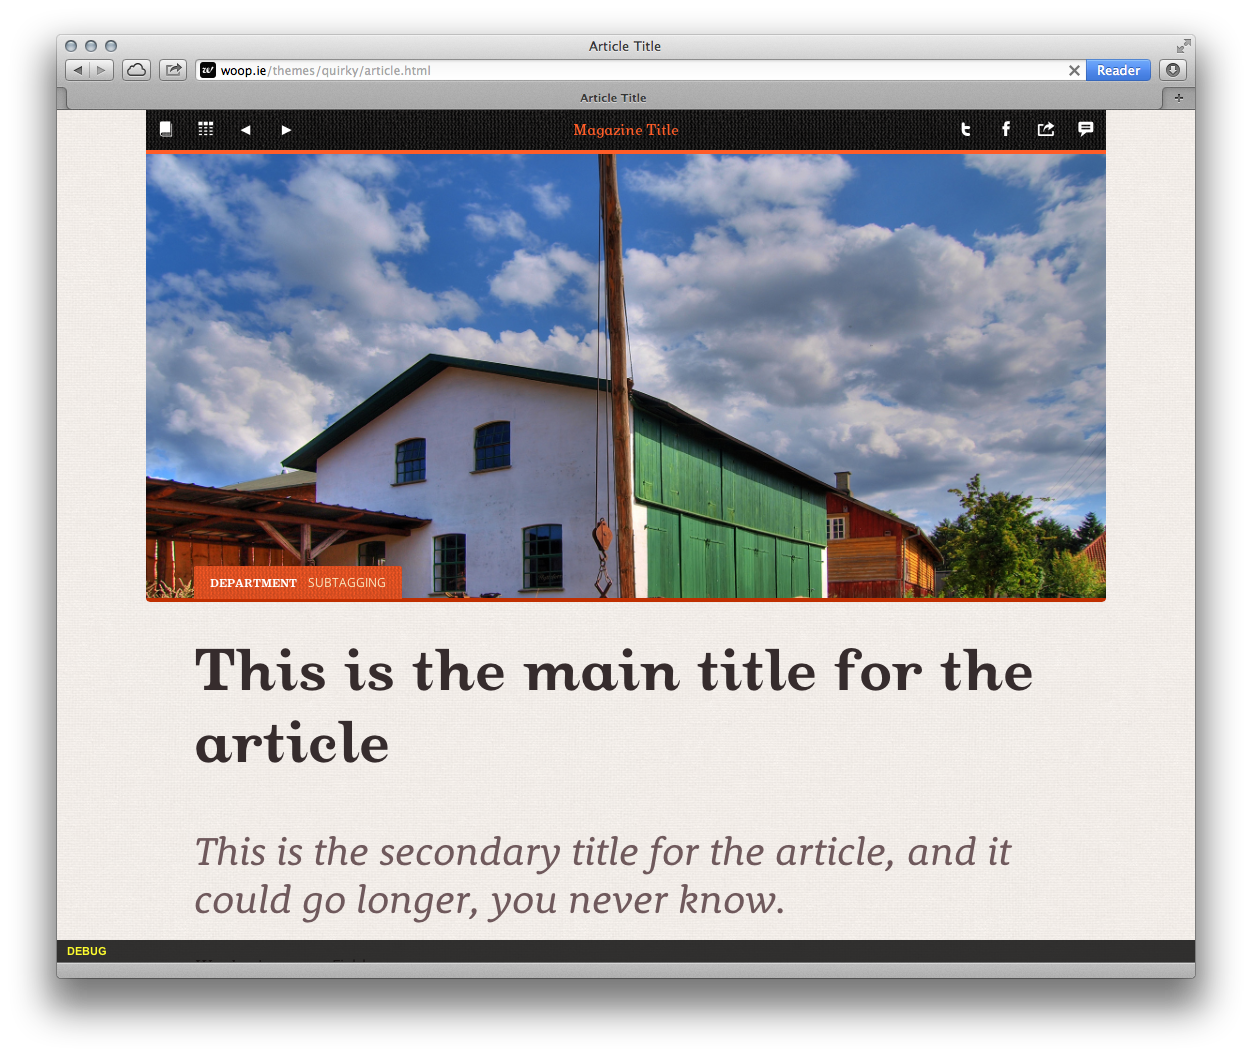 Article Title
woop.ie/themes/quirky/article.html
Reader
Article Title
Magazine Title
DEPARTMENT SUBTAGGING
This is the main title for the
article
This is the secondary title for the article, and it
could go longer, you never know.
DEBUG